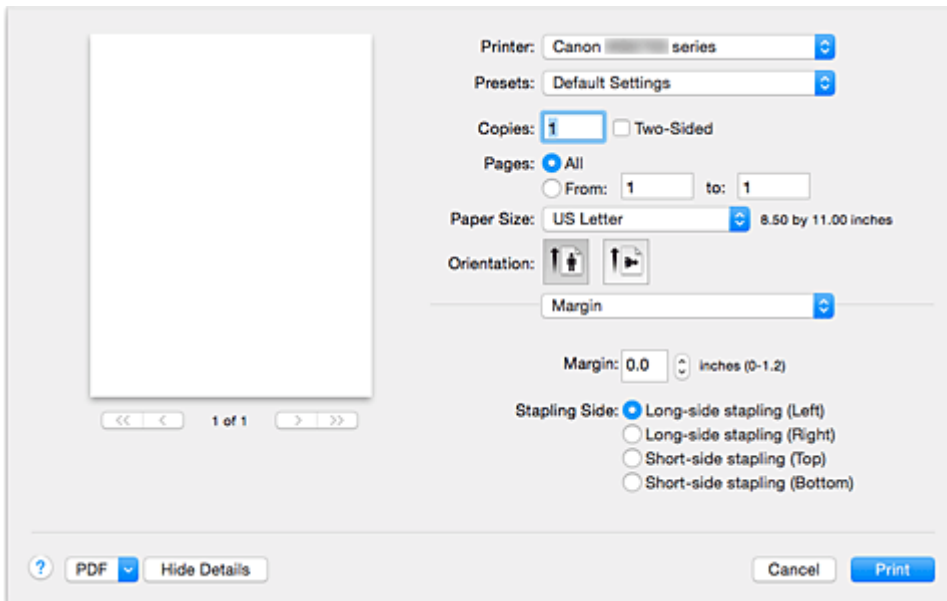 Printer: Canon series
Presets: Default Settings
Copies: 1 Two-Sided
Pages: All
From: 1 to: 1
Paper Size: US Letter 8.50 by 11.00 inches
Orientation:
Margin
Margin: 0.0 inches (0-1.2)
<< < 1 of 1 > >>
Stapling Side: Long-side stapling (Left)
Long-side stapling (Right)
Short-side stapling (Top)
Short-side stapling (Bottom)
? PDF Hide Details Cancel Print